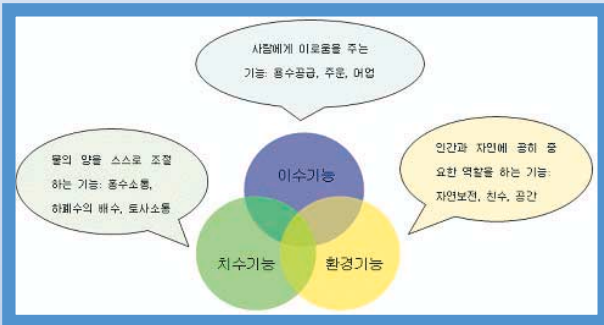 사람에게 이로움을 주는
기능: 용수공급, 주운, 어업
물의 양을 스스로 조절
하는 기능: 홍수소통,
하폐수의 배수, 토사소통
인간과 자연에 공히 중
요한 역할을 하는 기능:
자연보전, 친수, 공간
이수기능
치수기능
환경기능